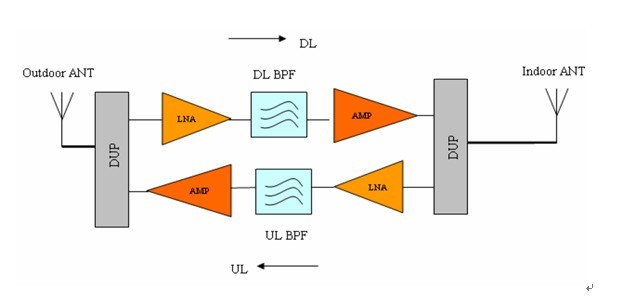 DL
Outdoor ANT
DL BPF
Indoor ANT
LNA
AMP
DUP
DUP
AMP
LNA
UL BPF
UL